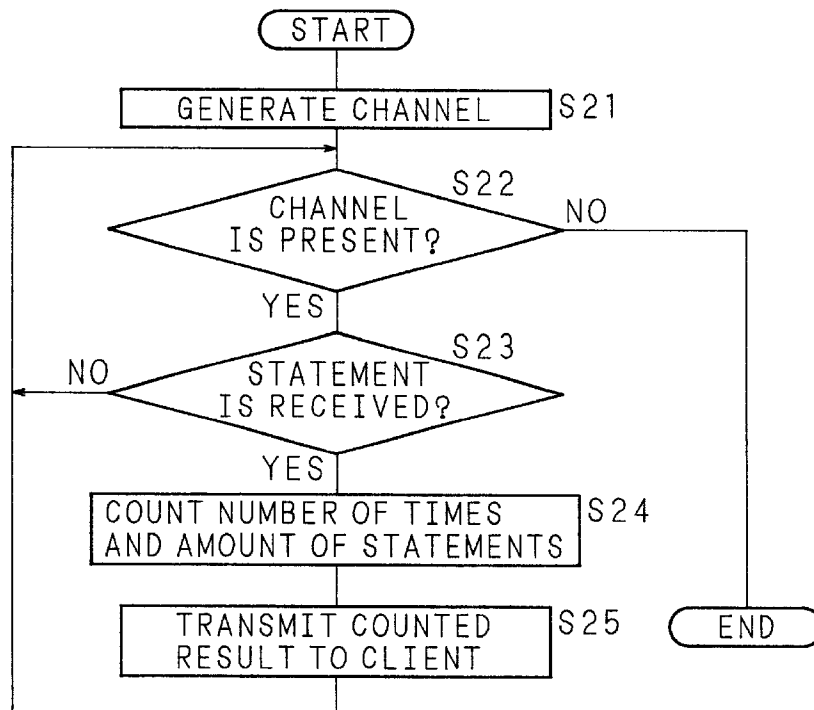 START
GENERATE CHANNEL
S21
S22
CHANNEL
IS PRESENT?
NO
YES
S23
NO
STATEMENT
IS RECEIVED?
YES
COUNT NUMBER OF TIMES
AND AMOUNT OF STATEMENTS
S24
TRANSMIT COUNTED
RESULT TO CLIENT
S25
END